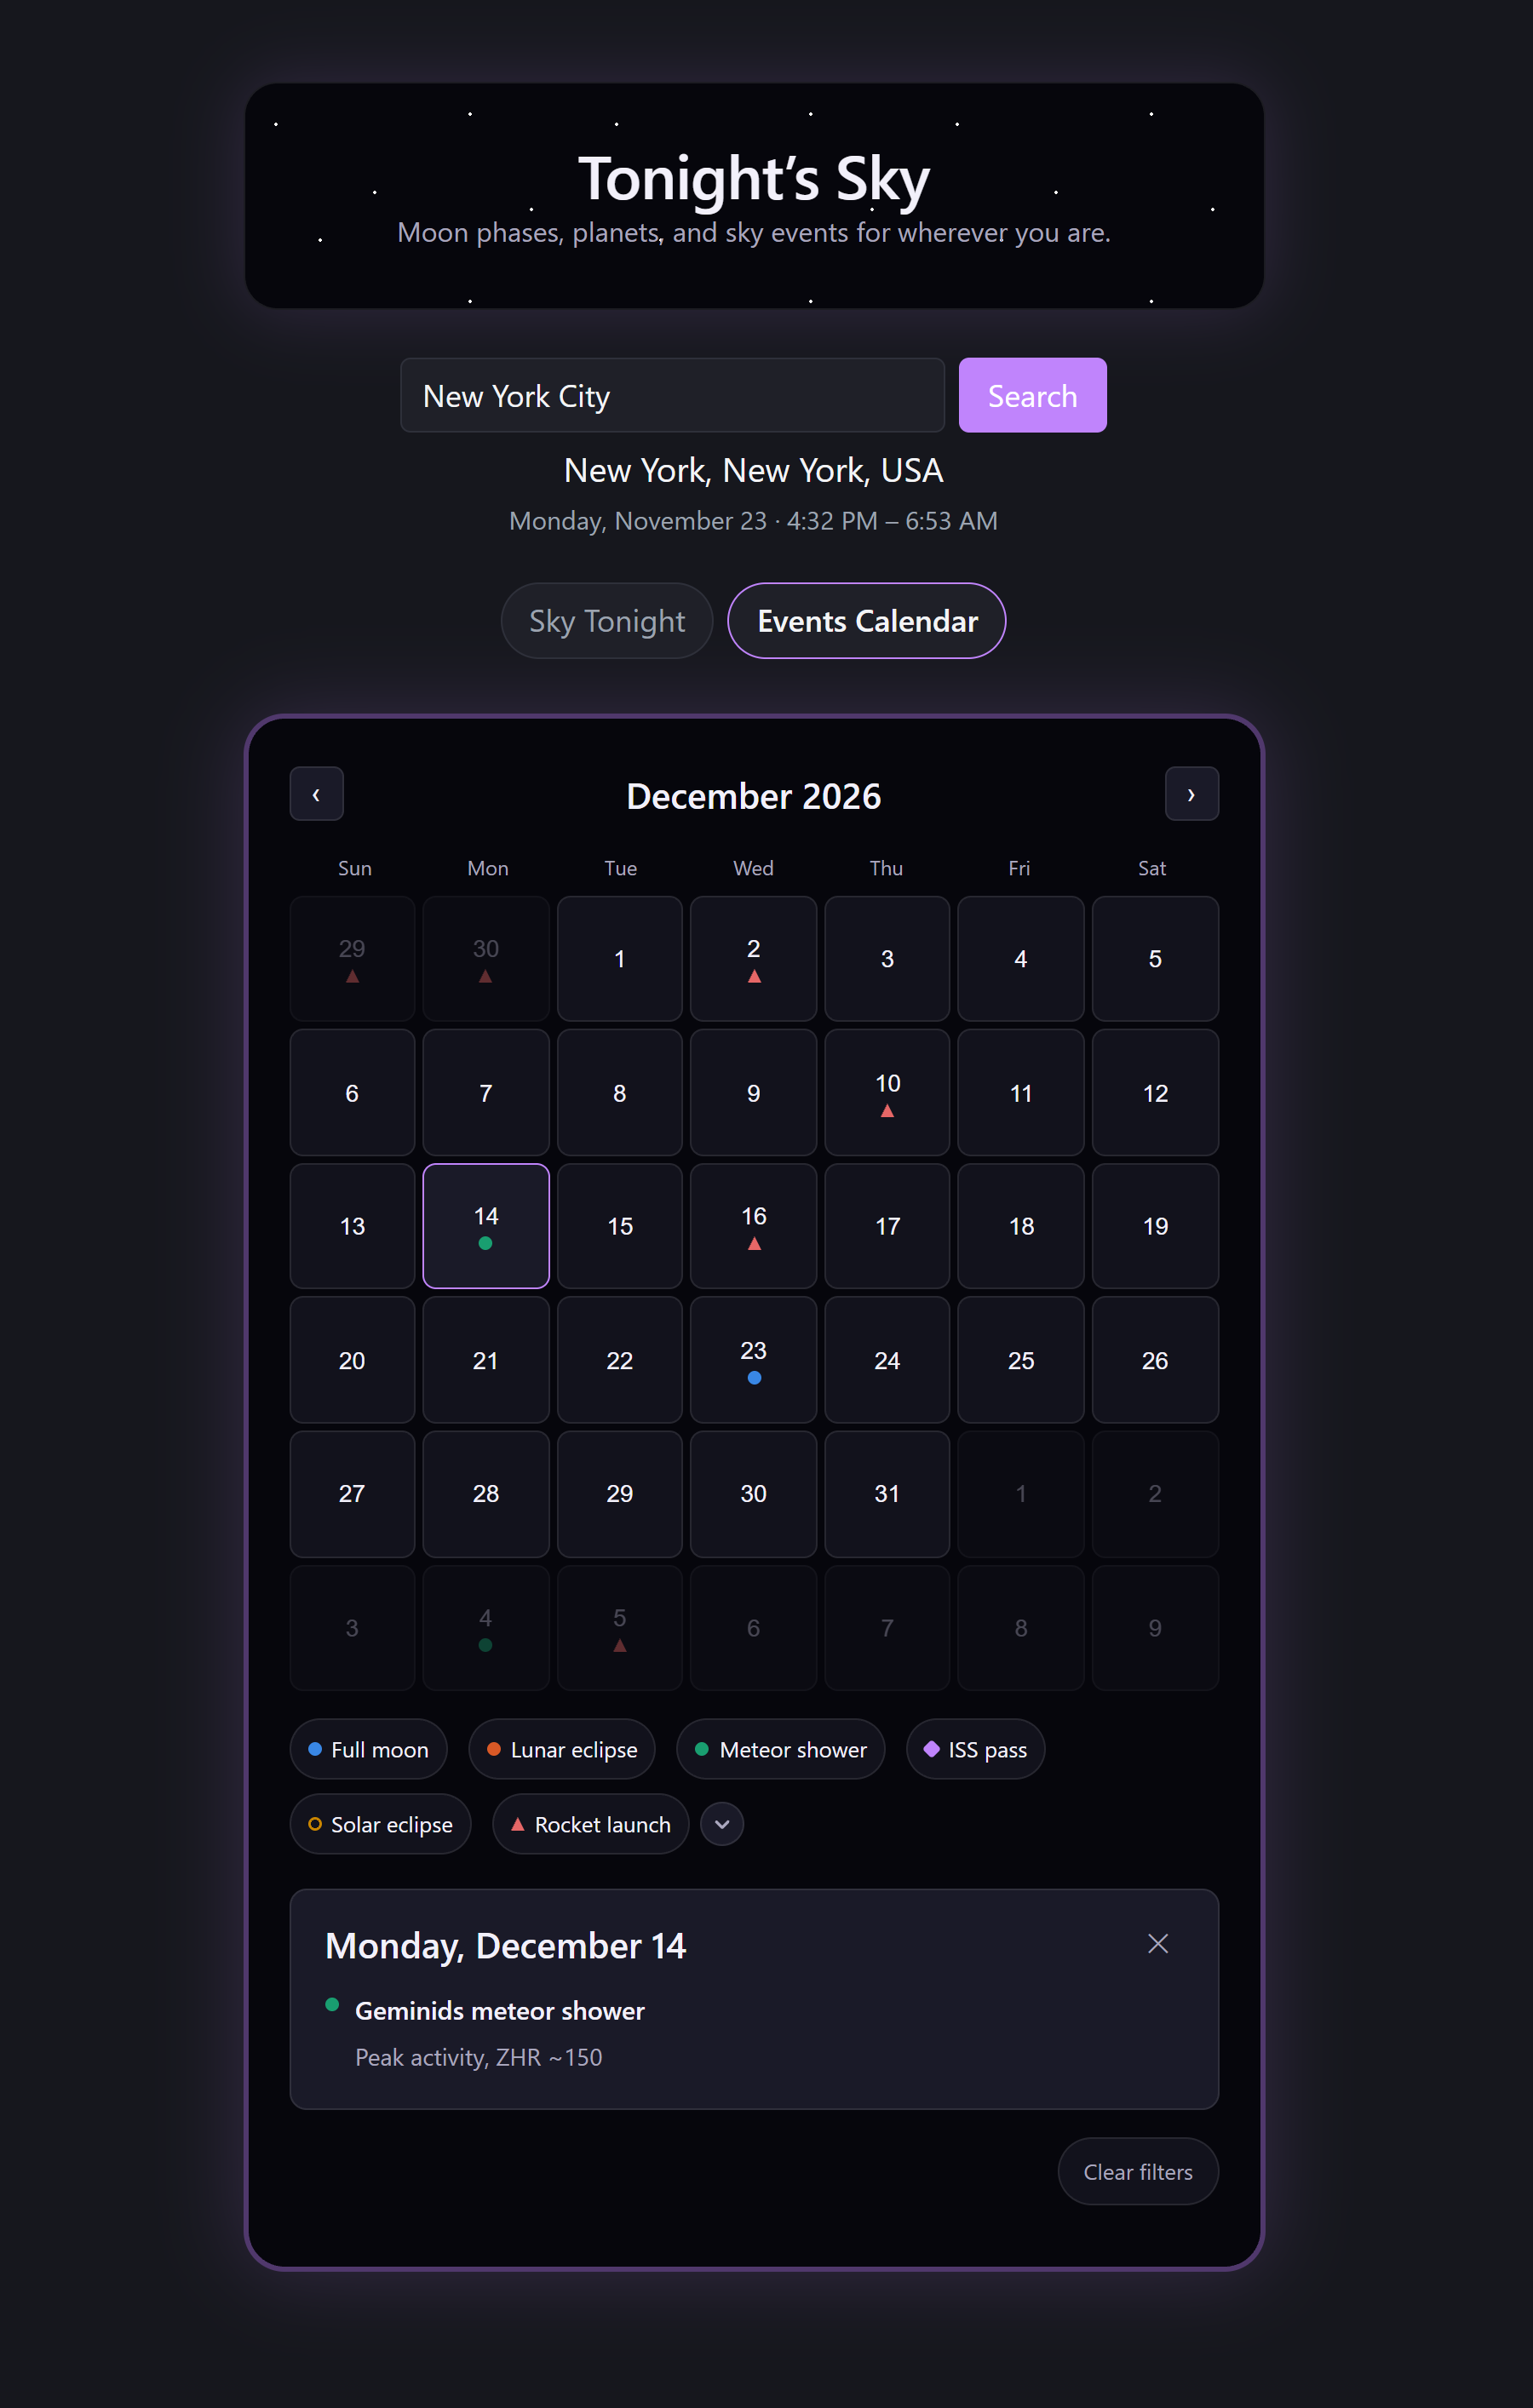 Tonight’s Sky
Moon phases, planets, and sky events for wherever you are.
New York City
Search
New York, New York, USA
Monday, November 23 · 4:32 PM – 6:53 AM
Sky Tonight
Events Calendar
‹ December 2026 ›
Sun Mon Tue Wed Thu Fri Sat
29 30 1 2 3 4 5
6 7 8 9 10 11 12
13 14 15 16 17 18 19
20 21 22 23 24 25 26
27 28 29 30 31 1 2
3 4 5 6 7 8 9
Full moon Lunar eclipse Meteor shower ISS pass
Solar eclipse Rocket launch
Monday, December 14
Geminids meteor shower
Peak activity, ZHR ~150
Clear filters